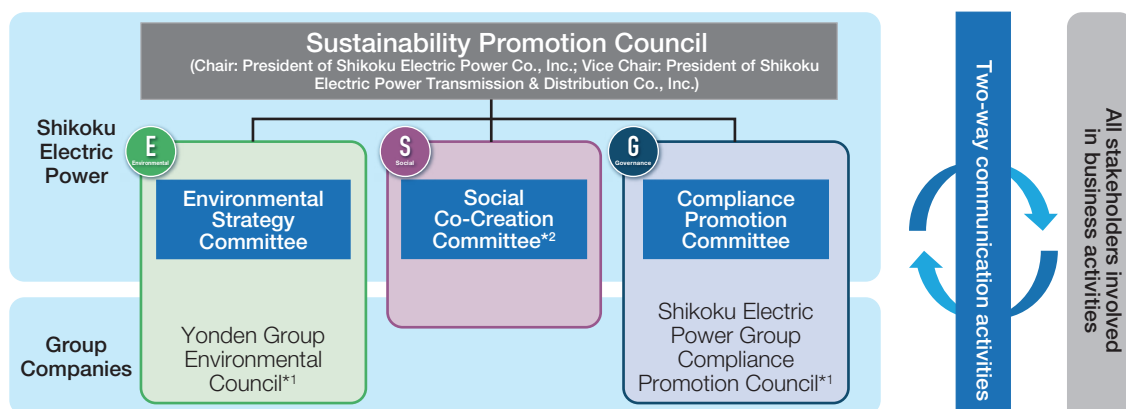 Sustainability Promotion Council
(Chair: President of Shikoku Electric Power Co., Inc.; Vice Chair: President of Shikoku
Electric Power Transmission & Distribution Co., Inc.)
Shikoku
Electric
Power
E
Environmental
Environmental
Strategy
Committee
S
Social
Social
Co-Creation
Committee*2
G
Governance
Compliance
Promotion
Committee
Group
Companies
Yonden Group
Environmental
Council*1
Shikoku Electric
Power Group
Compliance
Promotion Council*1
Two-way communication activities
All stakeholders involved
in business activities